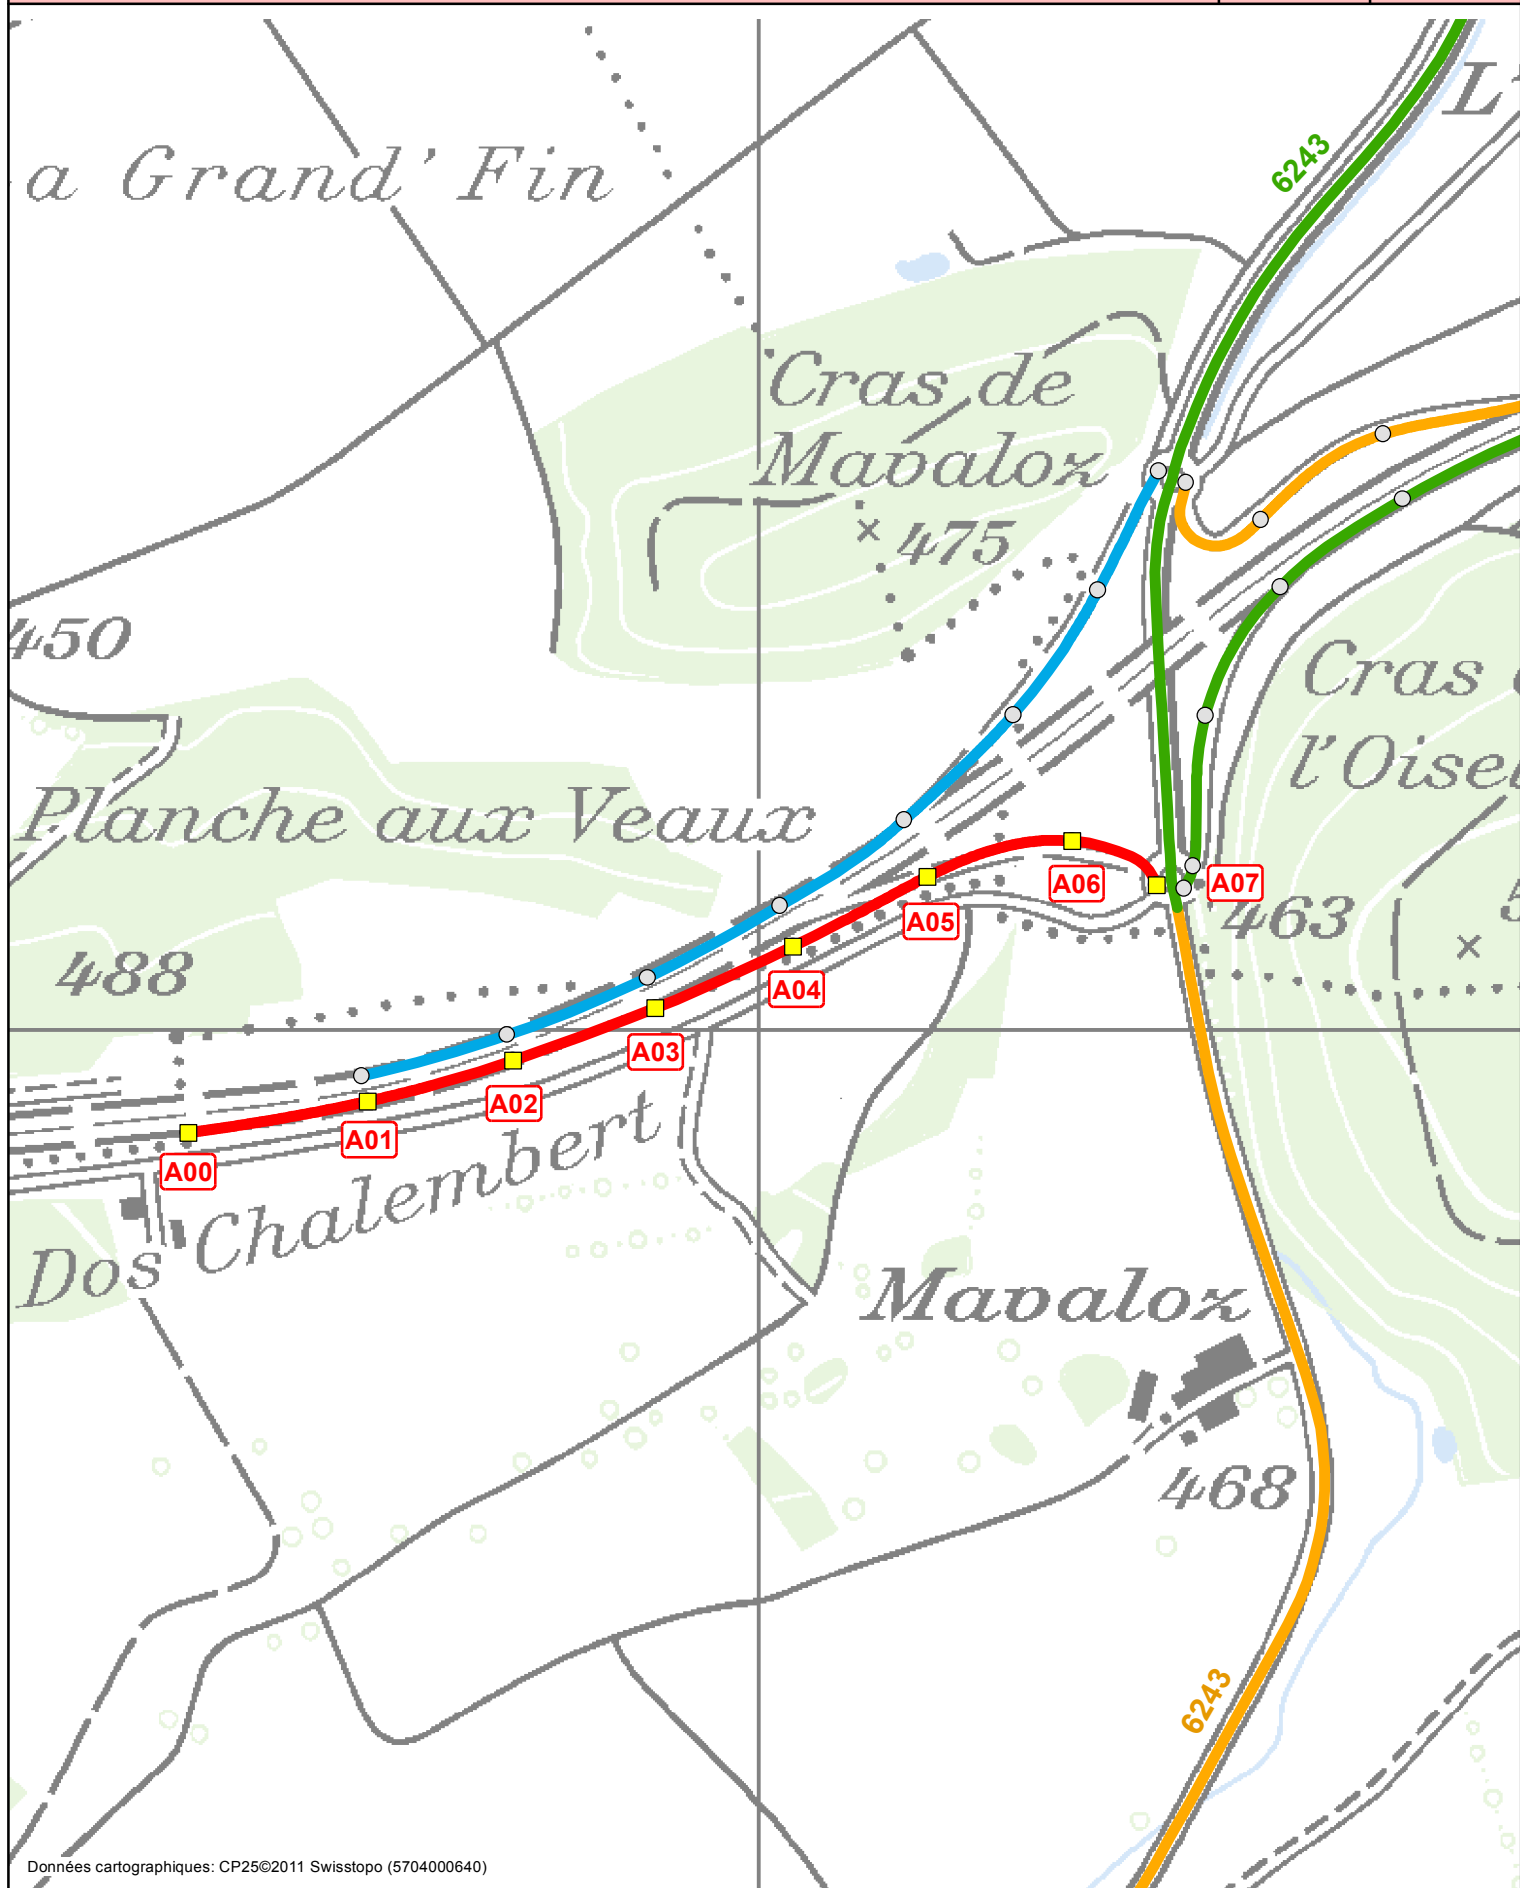 6243
a Grand' Fin
Cras de
Mavaloz
475
450
Cras
l'Oisel
Planche aux Veaux
A06
A07
A05
463
488
A04
A03
A02
A01
A00
Dos Chalembert
Mavaloz
468
6243
Données cartographiques: CP25©2011 Swisstopo (5704000640)